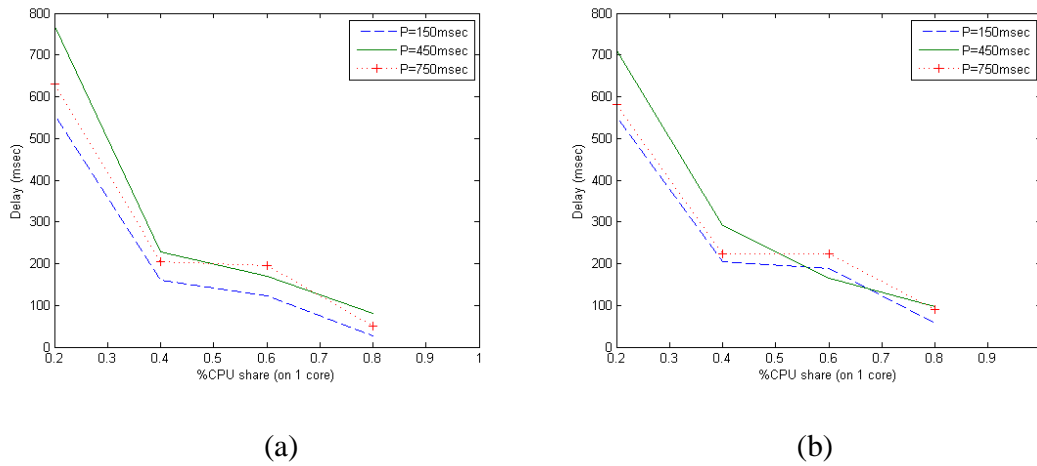 800
700
600
500
400
300
200
100
0
Delay (msec)
0.2 0.3 0.4 0.5 0.6 0.7 0.8 0.9 1
%CPU share (on 1 core)
P=150msec
P=450msec
P=750msec
(a)
800
700
600
500
400
300
200
100
0
Delay (msec)
0.2 0.3 0.4 0.5 0.6 0.7 0.8 0.9
%CPU share (on 1 core)
P=150msec
P=450msec
P=750msec
(b)